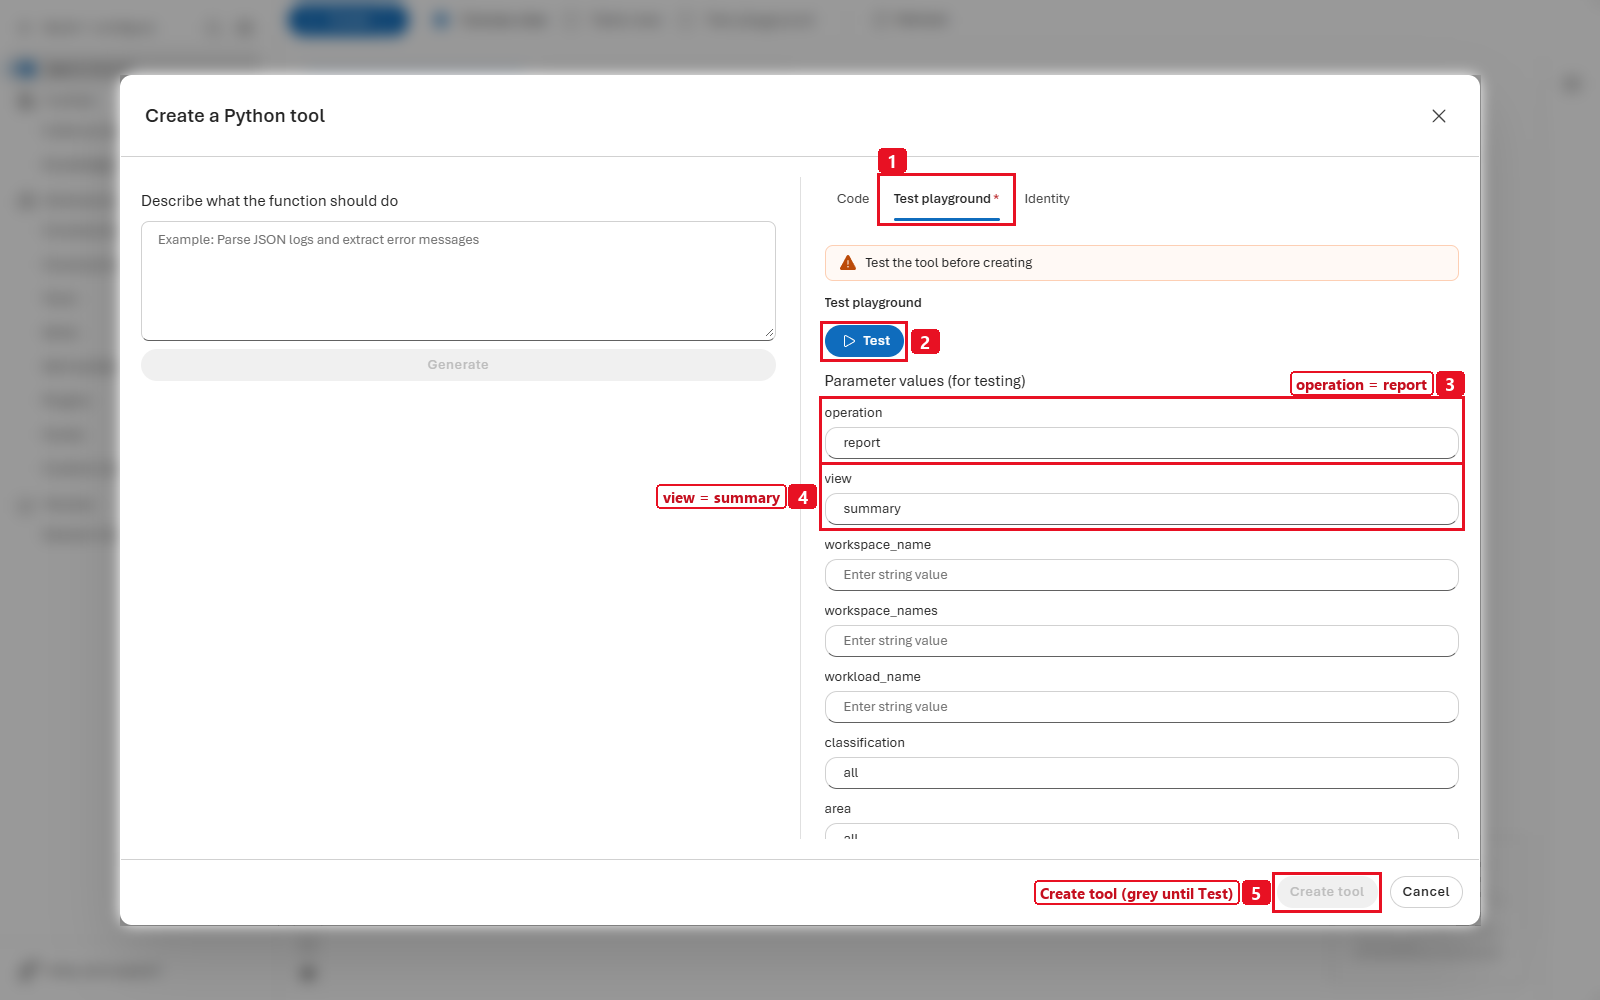 Create a Python tool
Describe what the function should do
Example: Parse JSON logs and extract error messages
Generate
1
Code
Test playground *
Identity
Test the tool before creating
Test playground
Test
2
Parameter values (for testing)
operation = report
3
operation
report
view = summary
4
view
summary
workspace_name
Enter string value
workspace_names
Enter string value
workload_name
Enter string value
classification
all
area
all
Create tool (grey until Test)
5
Create tool
Cancel